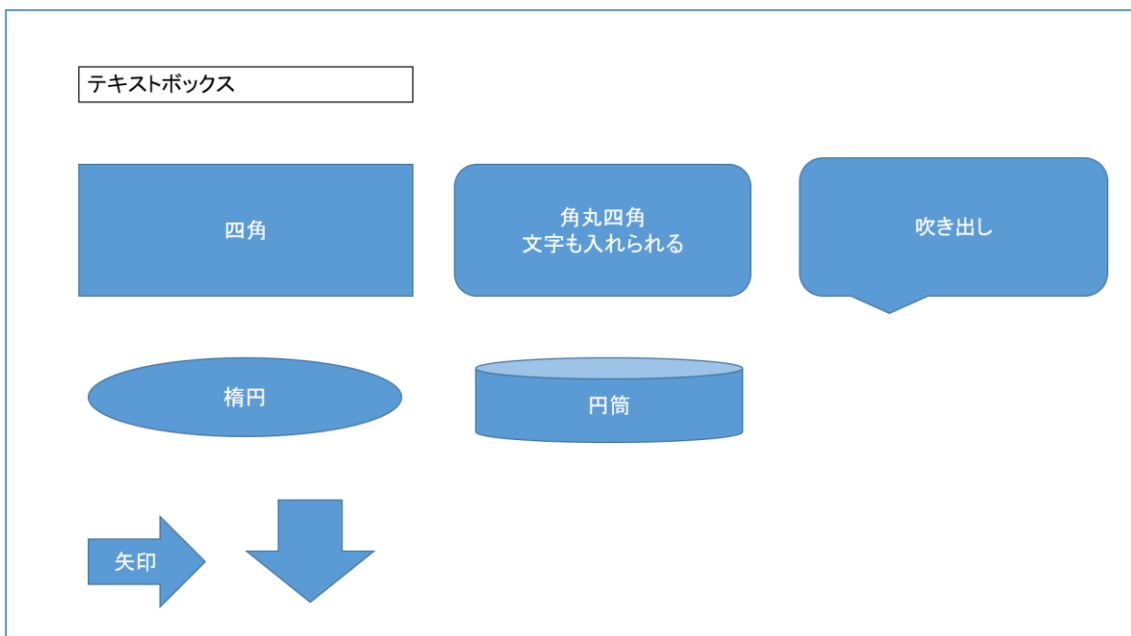 テキストボックス
四角
角丸四角
文字も入れられる
吹き出し
楕円
円筒
矢印